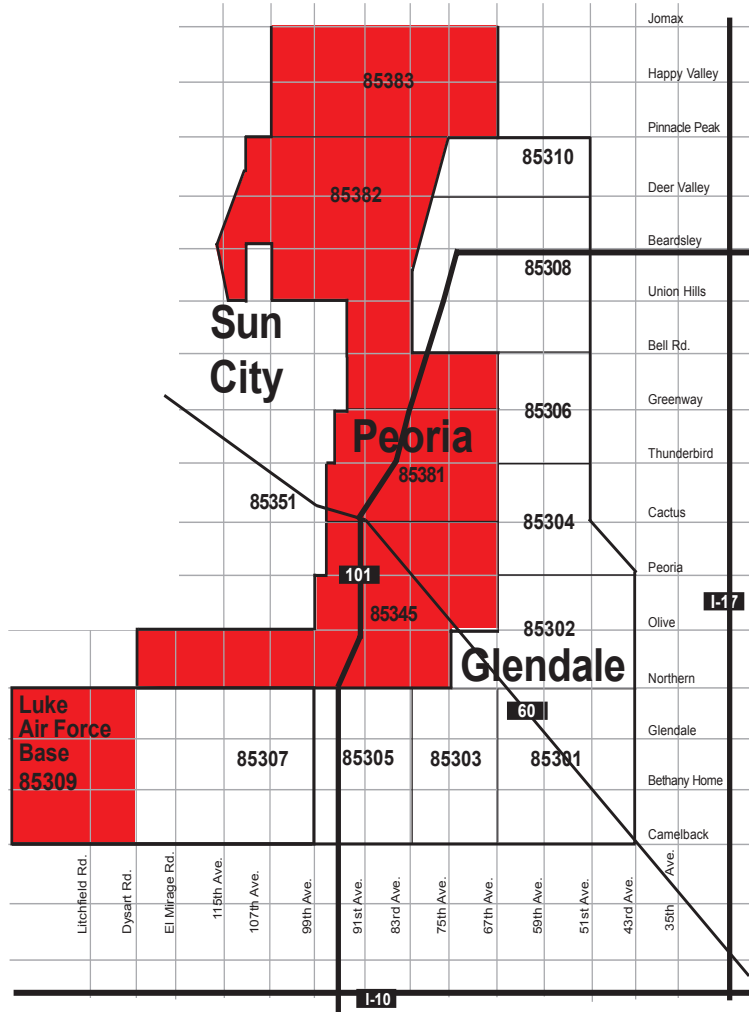 Jomax
Happy Valley
85383
Pinnacle Peak
85310
Deer Valley
85382
Beardsley
85308
Union Hills
Sun
City
Bell Rd.
Greenway
85306
Peoria
Thunderbird
85381
85351
Cactus
85304
Peoria
101
I-17
85345
Olive
85302
Glendale
Northern
Luke
Air Force
Base
85309
60
Glendale
85307
85305
85303
85301
Bethany Home
Camelback
Litchfield Rd.
Dysart Rd.
El Mirage Rd.
115th Ave.
107th Ave.
99th Ave.
91st Ave.
83rd Ave.
75th Ave.
67th Ave.
59th Ave.
51st Ave.
43rd Ave.
35th Ave.
I-10